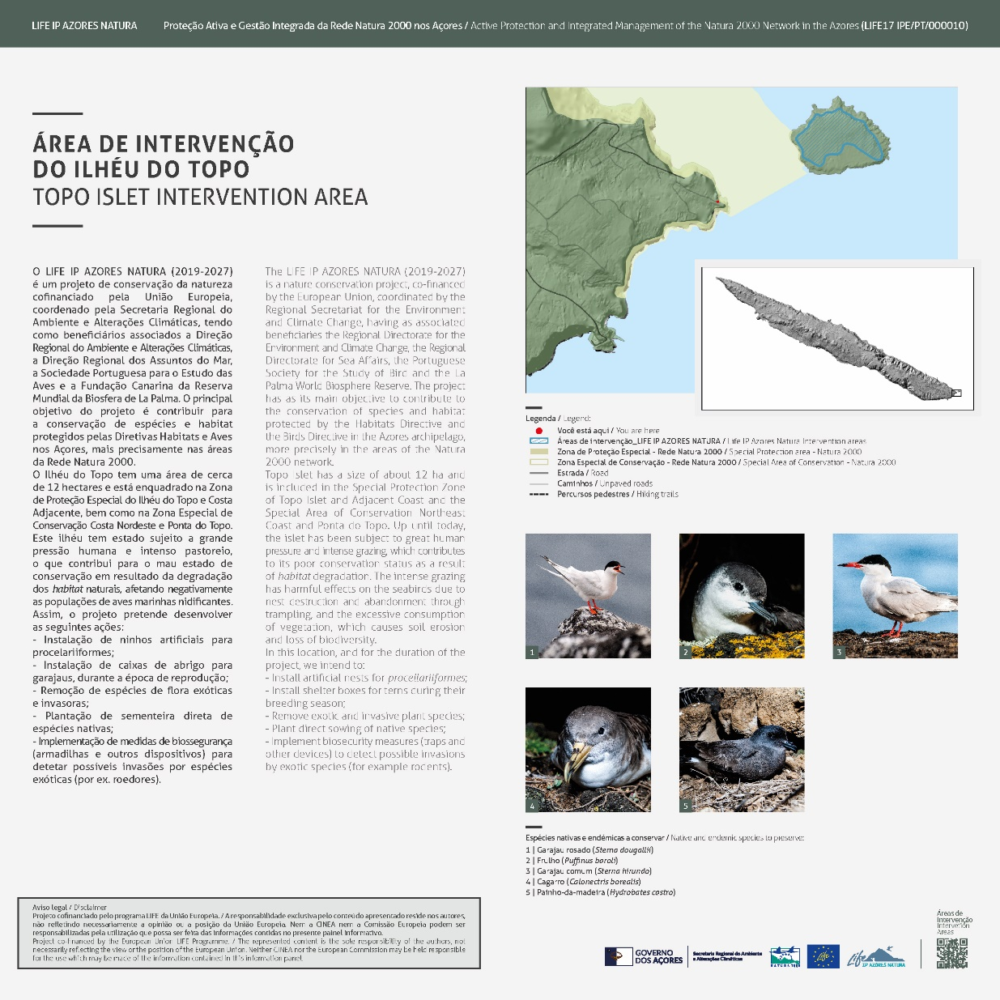 LIFE IP AZORES NATURA Proteção Ativa e Gestão Integrada da Rede Natura 2000 nos Açores / Active Protection and Integrated Management of the Natura 2000 Network in the Azores (LIFE17 IPE/PT/000010)
ÁREA DE INTERVENÇÃO
DO ILHÉU DO TOPO
TOPO ISLET INTERVENTION AREA
O LIFE IP AZORES NATURA (2019-2027)
é um projeto de conservação da natureza
cofinanciado pela União Europeia,
coordenado pela Secretaria Regional do
Ambiente e Alterações Climáticas, tendo
como beneficiários associados a Direção
Regional do Ambiente e Alterações Climáticas,
a Direção Regional dos Assuntos do Mar,
a Sociedade Portuguesa para o Estudo das
Aves e a Fundação Canarina da Reserva
Mundial da Biosfera de La Palma. O principal
objetivo do projeto é contribuir para
a conservação de espécies e habitat
protegidos pelas Diretivas Habitats e Aves
nos Açores, mais precisamente nas áreas
da Rede Natura 2000.
O Ilhéu do Topo tem uma área de cerca
de 12 hectares e está enquadrado na Zona
de Proteção Especial do Ilhéu do Topo e Costa
Adjacente, bem como na Zona Especial de
Conservação Costa Nordeste e Ponta do Topo.
Este ilhéu tem estado sujeito a grande
pressão humana e intenso pastoreio,
o que contribui para o mau estado de
conservação em resultado da degradação
dos habitat naturais, afetando negativamente
as populações de aves marinhas nidificantes.
Assim, o projeto pretende desenvolver
as seguintes ações:
- Instalação de ninhos artificiais para
procelariiformes;
- Instalação de caixas de abrigo para
garajaus, durante a época de reprodução;
- Remoção de espécies de flora exóticas
e invasoras;
- Plantação de sementeira direta de
espécies nativas;
- Implementação de medidas de biossegurança
(armadilhas e outros dispositivos) para
detetar possíveis invasões por espécies
exóticas (por ex. roedores).
The LIFE IP AZORES NATURA (2019-2027)
is a nature conservation project, co-financed
by the European Union, coordinated by the
Regional Secretariat for the Environment
and Climate Change, having as associated
beneficiaries the Regional Directorate for the
Environment and Climate Change, the Regional
Directorate for Sea Affairs, the Portuguese
Society for the Study of Bird and the La
Palma World Biosphere Reserve. The project
has as its main objective to contribute to
the conservation of species and habitat
protected by the Habitats Directive and
the Birds Directive in the Azores archipelago,
more precisely in the areas of the Natura
2000 network.
Topo Islet has a size of about 12 ha and
is included in the Special Protection Zone
of Topo Islet and Adjacent Coast and the
Special Area of Conservation Northeast
Coast and Ponta do Topo. Up until today,
the islet has been subject to great human
pressure and intense grazing, which contributes
to its poor conservation status as a result
of habitat degradation. The intense grazing
has harmful effects on the seabirds due to
nest destruction and abandonment through
trampling, and the excessive consumption
of vegetation, which causes soil erosion
and loss of biodiversity.
In this location, and for the duration of the
project, we intend to:
- Install artificial nests for procellariiformes;
- Install shelter boxes for terns during their
breeding season;
- Remove exotic and invasive plant species;
- Plant direct sowing of native species;
- Implement biosecurity measures (traps and
other devices) to detect possible invasions
by exotic species (for example rodents).
Legenda / Legend:
Você está aqui / You are here
Áreas de intervenção_LIFE IP AZORES NATURA / Life IP Azores Natura Intervention areas
Zona de Proteção Especial - Rede Natura 2000 / Special Protection area - Natura 2000
Zona Especial de Conservação - Rede Natura 2000 / Special Area of Conservation - Natura 2000
Estrada / Road
Caminhos / Unpaved roads
Percursos pedestres / Hiking trails
1
2
3
4
5
Espécies nativas e endémicas a conservar / Native and endemic species to preserve:
1 | Garajau rosado (Sterna dougallii)
2 | Frulho (Puffinus baroli)
3 | Garajau comum (Sterna hirundo)
4 | Cagarro (Calonectris borealis)
5 | Painho-da-madeira (Hydrobates castro)
Aviso legal / Disclaimer
Projeto cofinanciado pelo programa LIFE da União Europeia. / A responsabilidade exclusiva pelo conteúdo apresentado reside nos autores,
não refletindo necessariamente a opinião ou a posição da União Europeia. Nem a CINEA nem a Comissão Europeia podem ser
responsabilizadas pela utilização que possa ser feita das informações contidas no presente painel informativo.
Project co-financed by the European Union LIFE Programme. / The represented content is the sole responsibility of the authors, not
necessarily reflecting the view or the position of the European Union. Neither CINEA nor the European Commission may be held responsible
for the use which may be made of the information contained in this information panel.
GOVERNO
DOS AÇORES
Secretaria Regional do Ambiente
e Alterações Climáticas
NATURA 2000
Life
Life IP AZORES NATURA
Áreas de
Intervenção
Intervetion
Areas